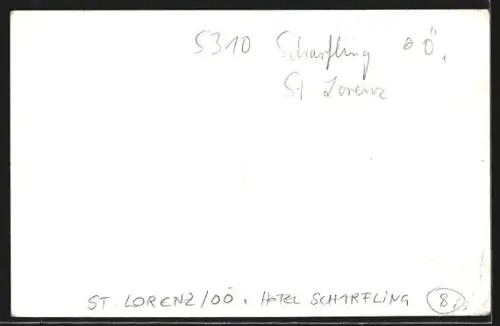 5310 Scharfling OÖ.
St Lorenz
ST. LORENZ/OÖ. HOTEL SCHARFLING 8